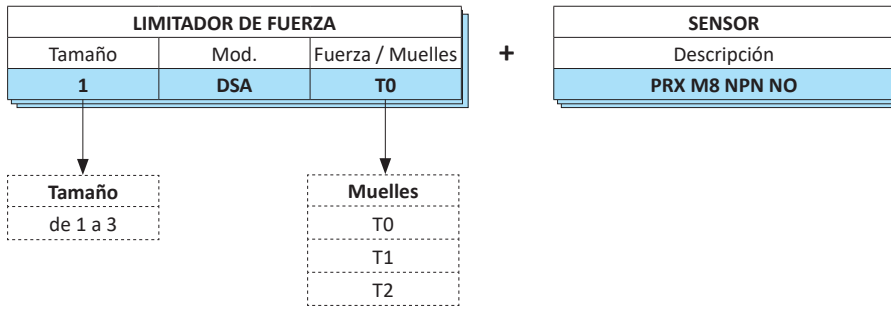 LIMITADOR DE FUERZA
Tamaño Mod. Fuerza / Muelles
1 DSA T0
+
SENSOR
Descripción
PRX M8 NPN NO
Tamaño
de 1 a 3
Muelles
T0
T1
T2